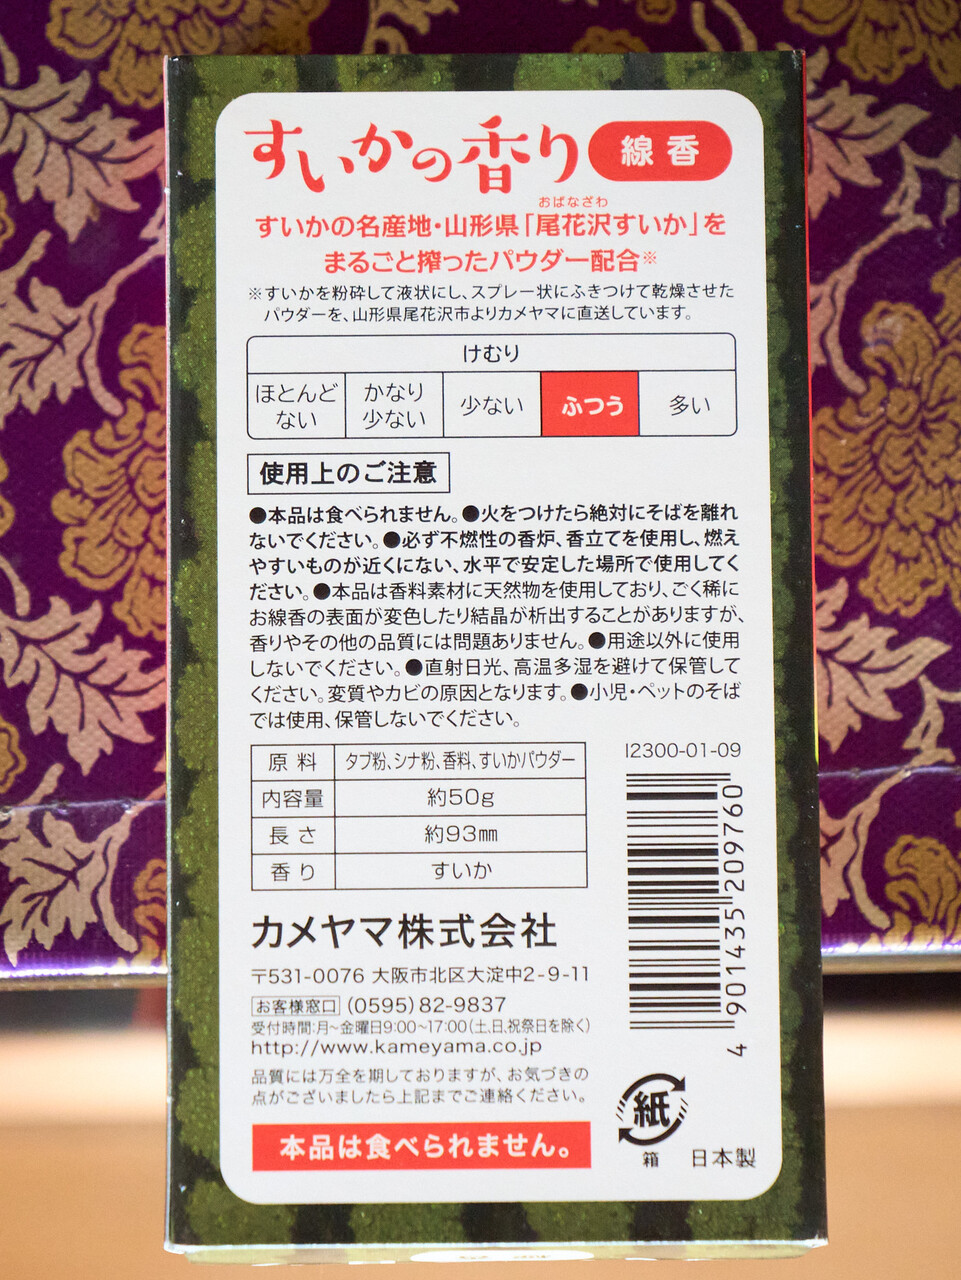 すいかの香り 線香
おばなざわ
すいかの名産地・山形県「尾花沢すいか」を
まるごと搾ったパウダー配合※
※すいかを粉砕して液状にし、スプレー状にふきつけて乾燥させた
パウダーを、山形県尾花沢市よりカメヤマに直送しています。
けむり
ほとんどない かなり少ない 少ない ふつう 多い
使用上のご注意
●本品は食べられません。●火をつけたら絶対にそばを離れ
ないでください。●必ず不燃性の香炉、香立てを使用し、燃え
やすいものが近くにない、水平で安定した場所で使用してく
ださい。●本品は香料素材に天然物を使用しており、ごく稀に
お線香の表面が変色したり結晶が析出することがありますが、
香りやその他の品質には問題ありません。●用途以外に使用
しないでください。●直射日光、高温多湿を避けて保管して
ください。変質やカビの原因となります。●小児・ペットのそば
では使用、保管しないでください。
原料 タブ粉、シナ粉、香料、すいかパウダー
内容量 約50g
長さ 約93㎜
香り すいか
I2300-01-09
4 901435 209760
カメヤマ株式会社
〒531-0076 大阪市北区大淀中2-9-11
お客様窓口 (0595)82-9837
受付時間:月~金曜日9:00~17:00(土、日、祝祭日を除く)
http://www.kameyama.co.jp
品質には万全を期しておりますが、お気づきの
点がございましたら上記までご連絡ください。
本品は食べられません。
紙
箱 日本製